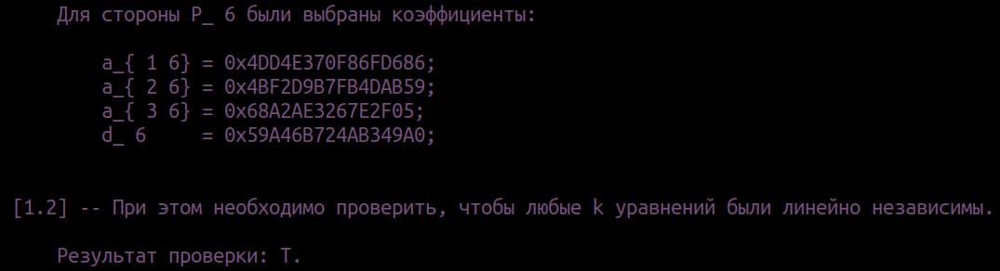 Для стороны P_ 6 были выбраны коэффициенты:
a_{ 1 6} = 0x4DD4E370F86FD686;
a_{ 2 6} = 0x4BF2D9B7FB4DAB59;
a_{ 3 6} = 0x68A2AE3267E2F05;
d_ 6 = 0x59A46B724AB349A0;
[1.2] -- При этом необходимо проверить, чтобы любые k уравнений были линейно независимы.
Результат проверки: T.